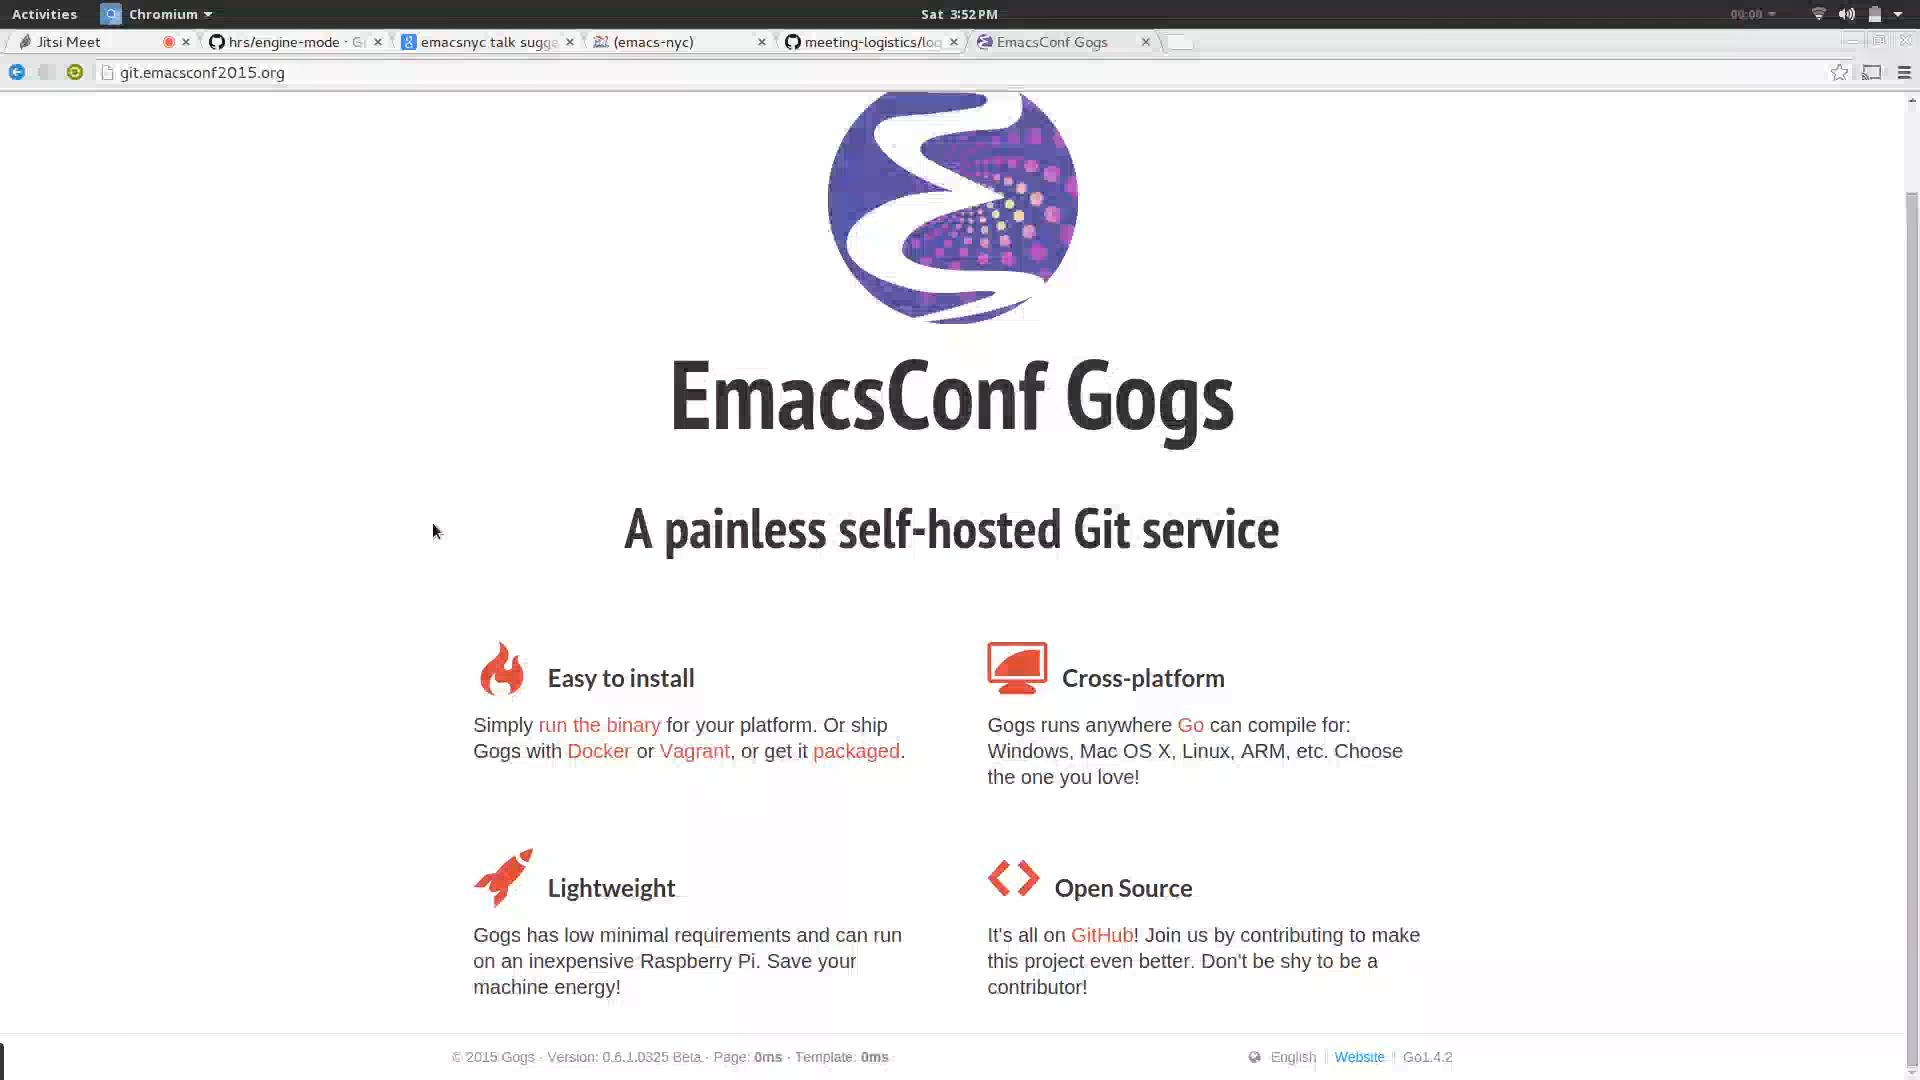 Activities Chromium Sat 3:52 PM 00:00
Jitsi Meet hrs/engine-mode · G emacsnyc talk sugge (emacs-nyc) meeting-logistics/log EmacsConf Gogs
git.emacsconf2015.org
EmacsConf Gogs
A painless self-hosted Git service
Easy to install
Simply run the binary for your platform. Or ship
Gogs with Docker or Vagrant, or get it packaged.
Cross-platform
Gogs runs anywhere Go can compile for:
Windows, Mac OS X, Linux, ARM, etc. Choose
the one you love!
Lightweight
Gogs has low minimal requirements and can run
on an inexpensive Raspberry Pi. Save your
machine energy!
Open Source
It's all on GitHub! Join us by contributing to make
this project even better. Don't be shy to be a
contributor!
© 2015 Gogs · Version: 0.6.1.0325 Beta · Page: 0ms · Template: 0ms English Website Go1.4.2